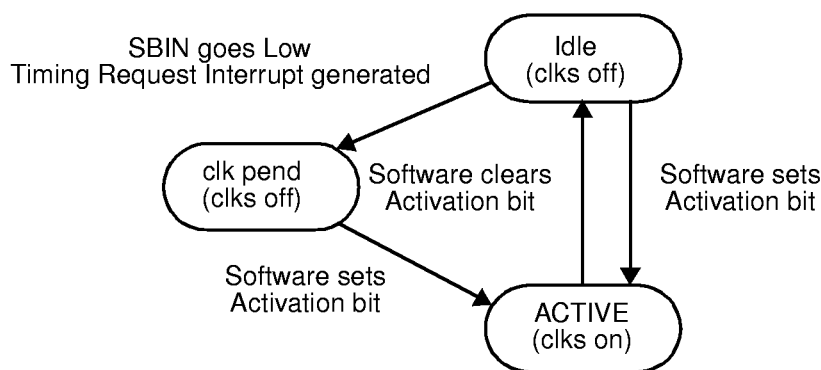 SBIN goes Low
Timing Request Interrupt generated
Idle
(clks off)
clk pend
(clks off)
Software clears
Activation bit
Software sets
Activation bit
Software sets
Activation bit
ACTIVE
(clks on)